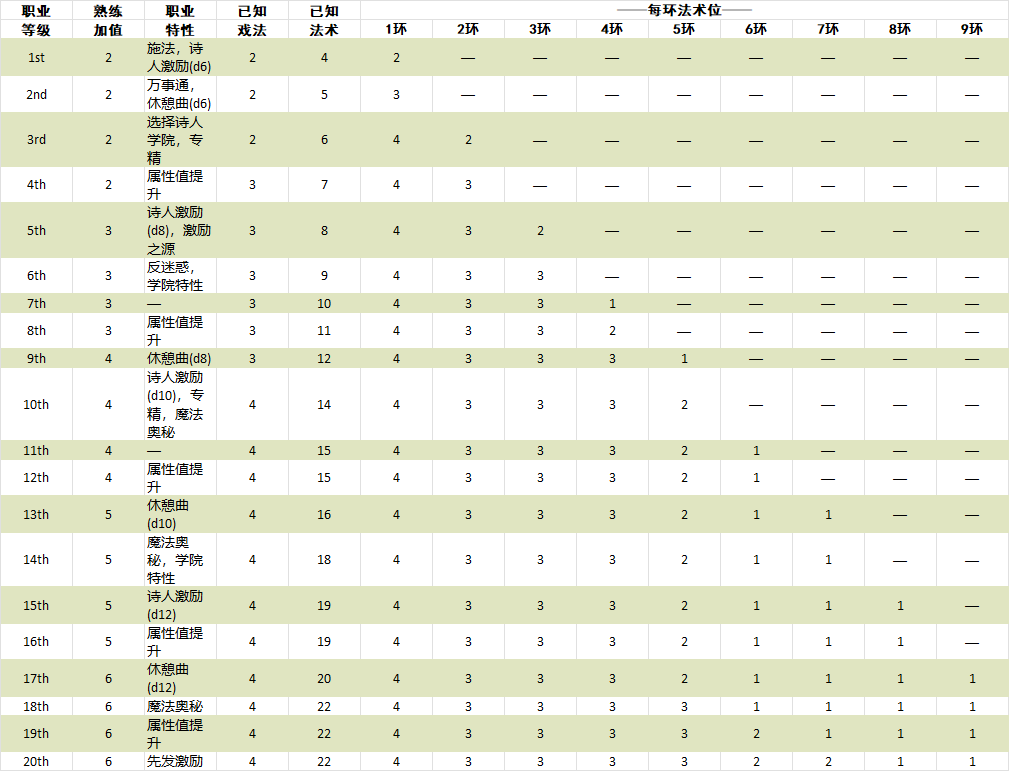 职业 熟练 职业 已知 已知 ——每环法术位——
等级 加值 特性 戏法 法术 1环 2环 3环 4环 5环 6环 7环 8环 9环
1st 2 施法，诗人激励(d6) 2 4 2 — — — — — — — —
2nd 2 万事通，休憩曲(d6) 2 5 3 — — — — — — — —
3rd 2 选择诗人学院，专精 2 6 4 2 — — — — — — —
4th 2 属性值提升 3 7 4 3 — — — — — — —
5th 3 诗人激励(d8)，激励之源 3 8 4 3 2 — — — — — —
6th 3 反迷惑，学院特性 3 9 4 3 3 — — — — — —
7th 3 — 3 10 4 3 3 1 — — — — —
8th 3 属性值提升 3 11 4 3 3 2 — — — — —
9th 4 休憩曲(d8) 3 12 4 3 3 3 1 — — — —
10th 4 诗人激励(d10)，专精，魔法奥秘 4 14 4 3 3 3 2 — — — —
11th 4 — 4 15 4 3 3 3 2 1 — — —
12th 4 属性值提升 4 15 4 3 3 3 2 1 — — —
13th 5 休憩曲(d10) 4 16 4 3 3 3 2 1 1 — —
14th 5 魔法奥秘，学院特性 4 18 4 3 3 3 2 1 1 — —
15th 5 诗人激励(d12) 4 19 4 3 3 3 2 1 1 1 —
16th 5 属性值提升 4 19 4 3 3 3 2 1 1 1 —
17th 6 休憩曲(d12) 4 20 4 3 3 3 2 1 1 1 1
18th 6 魔法奥秘 4 22 4 3 3 3 3 1 1 1 1
19th 6 属性值提升 4 22 4 3 3 3 3 2 1 1 1
20th 6 先发激励 4 22 4 3 3 3 3 2 2 1 1